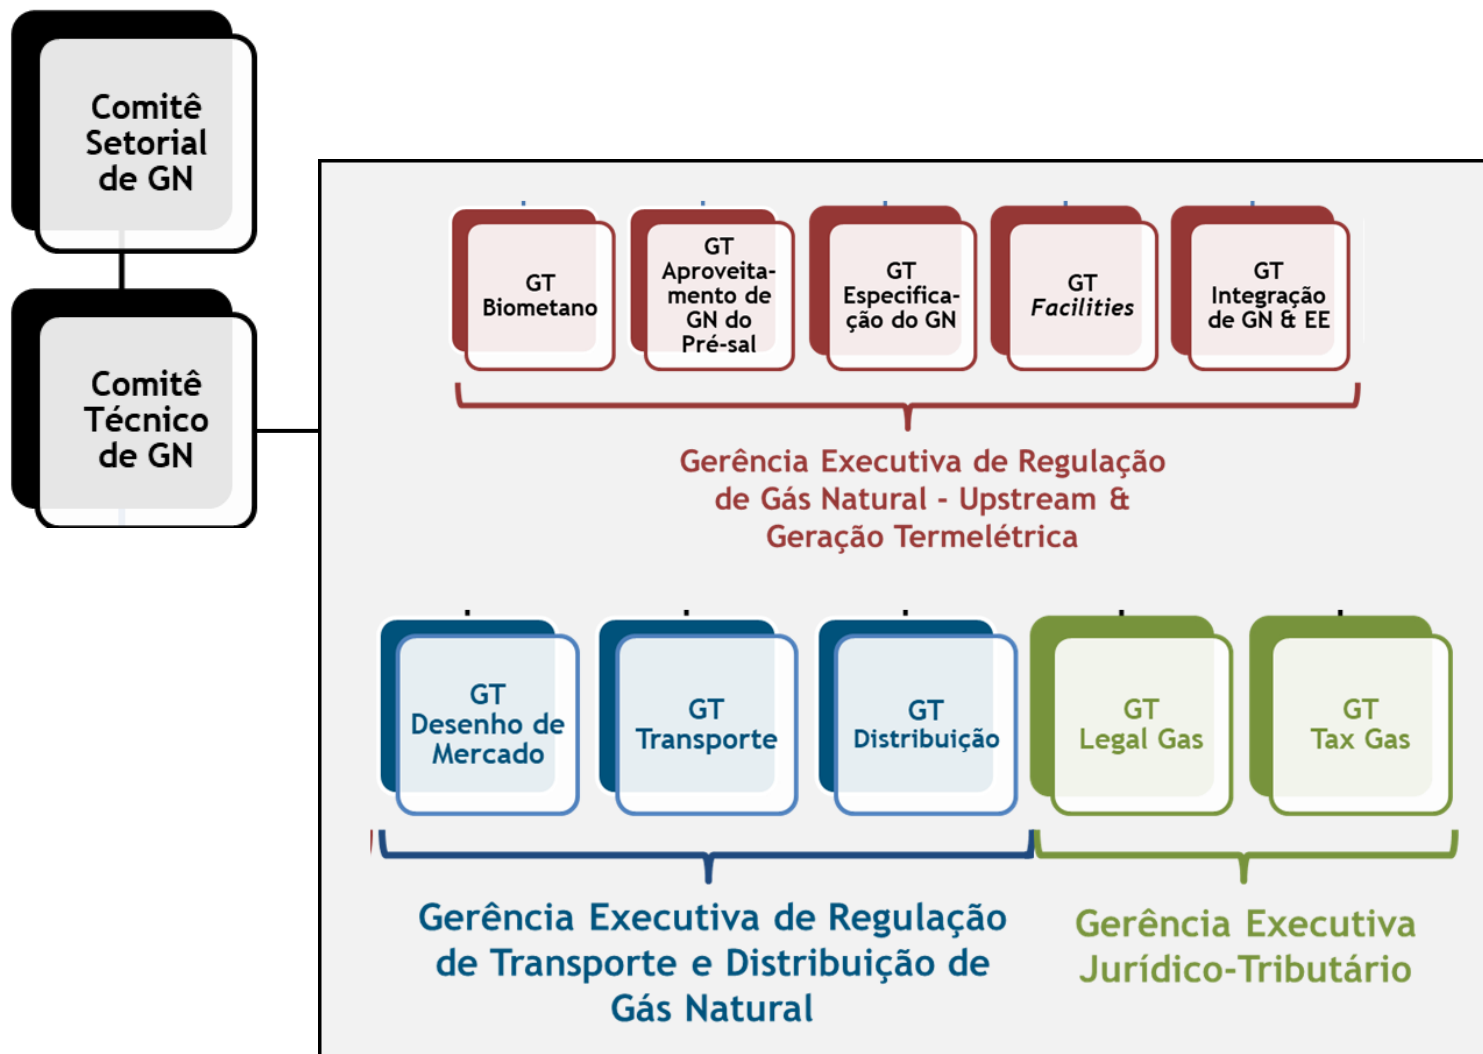 Comitê
Setorial
de GN
Comitê
Técnico
de GN
GT
Biometano
GT
Aproveita-
mento de
GN do
Pré-sal
GT
Especifica-
ção do GN
GT
Facilities
GT
Integração
de GN & EE
Gerência Executiva de Regulação
de Gás Natural - Upstream &
Geração Termelétrica
GT
Desenho de
Mercado
GT
Transporte
GT
Distribuição
GT
Legal Gas
GT
Tax Gas
Gerência Executiva de Regulação
de Transporte e Distribuição de
Gás Natural
Gerência Executiva
Jurídico-Tributário